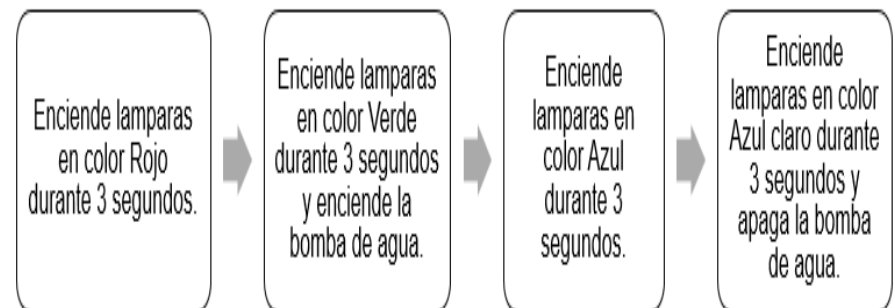 Enciende lamparas
en color Rojo
durante 3 segundos.
Enciende lamparas
en color Verde
durante 3 segundos
y enciende la
bomba de agua.
Enciende
lamparas en
color Azul
durante 3
segundos.
Enciende
lamparas en color
Azul claro durante
3 segundos y
apaga la bomba
de agua.